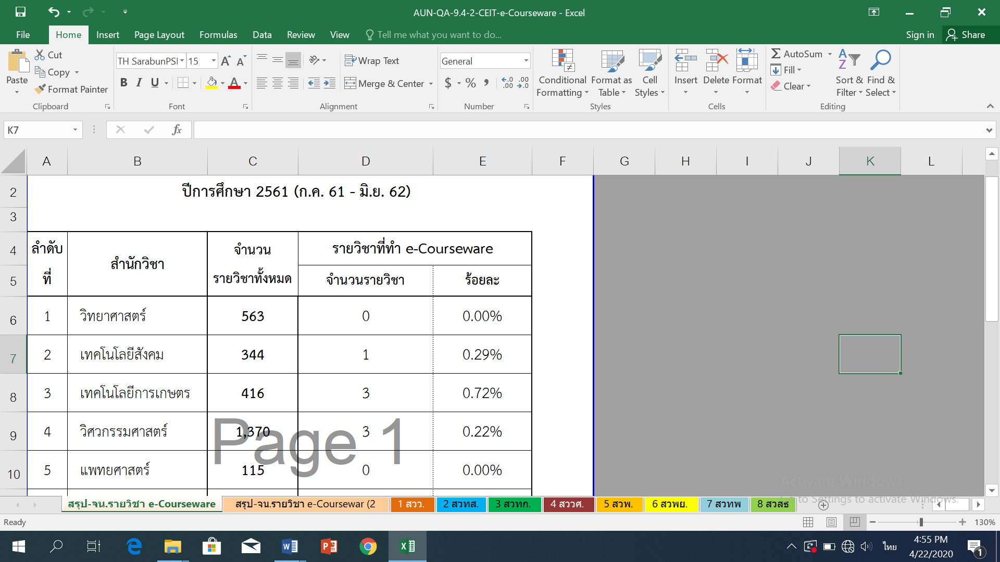 AUN-QA-9.4-2-CEIT-e-Courseware - Excel
File Home Insert Page Layout Formulas Data Review View Tell me what you want to do... Sign in Share
Paste
Cut
Copy
Format Painter
Clipboard
TH SarabunPSI 15
B I U
Font
Wrap Text
Merge & Center
Alignment
General
$ %
Number
Conditional Formatting
Format as Table
Cell Styles
Styles
Insert Delete Format
Cells
AutoSum
Fill
Clear
Sort & Filter
Find & Select
Editing
K7 fx
A B C D E F G H I J K L
2 ปีการศึกษา 2561 (ก.ค. 61 - มิ.ย. 62)
3
4 ลำดับ สำนักวิชา จำนวน รายวิชาที่ทำ e-Courseware
5 ที่ รายวิชาทั้งหมด จำนวนรายวิชา ร้อยละ
6 1 วิทยาศาสตร์ 563 0 0.00%
7 2 เทคโนโลยีสังคม 344 1 0.29%
8 3 เทคโนโลยีการเกษตร 416 3 0.72%
9 4 วิศวกรรมศาสตร์ 1,370 3 0.22%
10 5 แพทยศาสตร์ 115 0 0.00%
Page 1
Activate Windows
Go to Settings to activate Windows.
สรุป-จน.รายวิชา e-Courseware สรุป-จน.รายวิชา e-Coursewar (2 1 สวว. 2 สวทส. 3 สวทก. 4 สววศ. 5 สวพ. 6 สวพย. 7 สวทพ 8 สวสธ
Ready 130%
ไทย 4:55 PM
4/22/2020 1